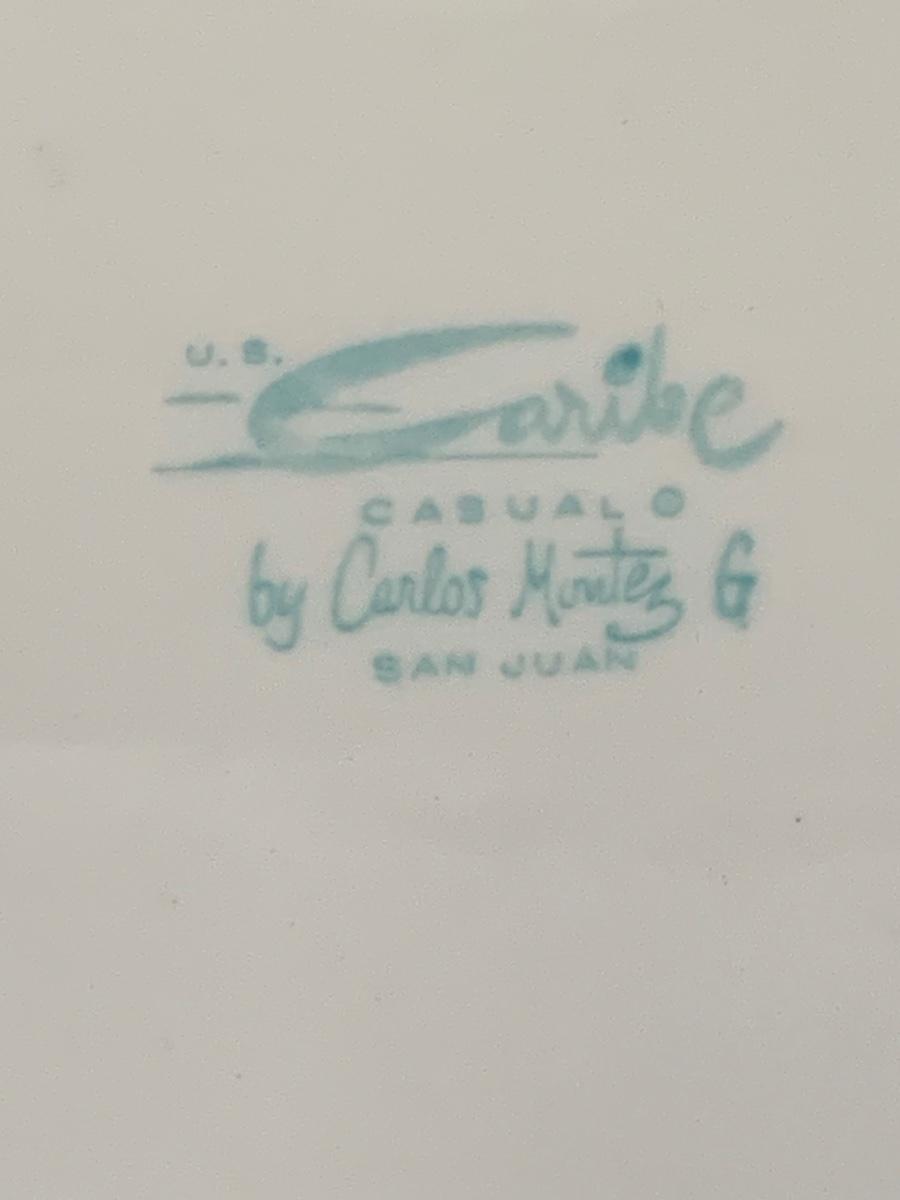 U.S.
Caribe
CASUAL ©
by Carlos Montez G
SAN JUAN